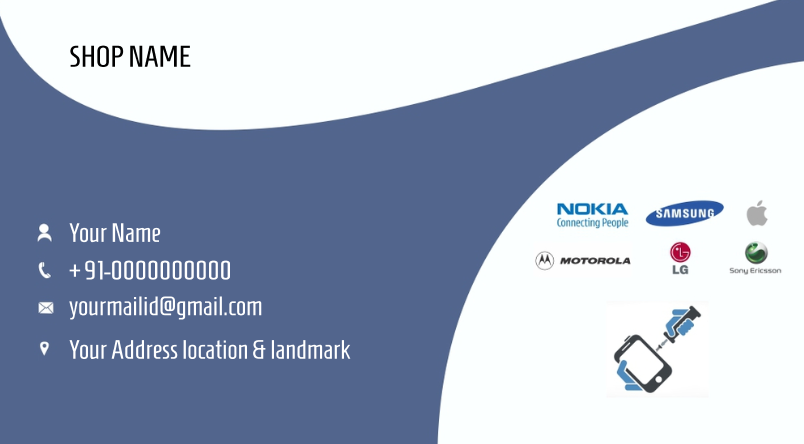 SHOP NAME
Your Name
+91-0000000000
yourmailid@gmail.com
Your Address location & landmark
NOKIA
Connecting People
SAMSUNG
MOTOROLA
LG
Sony Ericsson